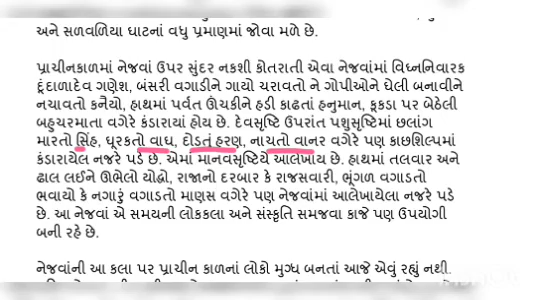 અને સળવળિયા ઘાટનાં વધુ પ્રમાણમાં જોવા મળે છે.
પ્રાચીનકાળમાં નેજવાં ઉપર સુંદર નકશી કોતરાતી એવા નેજવાંમાં વિઘ્નનિવારક
દૂંદાળાદેવ ગણેશ, બંસરી વગાડીને ગાયો ચરાવતો ને ગોપીઓને ઘેલી બનાવીને
નચાવતો કનૈયો, હાથમાં પર્વત ઊચકીને હડી કાઢતાં હનુમાન, કૂકડા પર બેઠેલી
બહુચરમાતા વગેરે કંડારાયાં હોય છે. દેવસૃષ્ટિ ઉપરાંત પશુસૃષ્ટિમાં છલાંગ
મારતો સિંહ, ઘૂરકતો વાઘ, દોડતું હરણ, નાચતો વાનર વગેરે પણ કાષ્ઠશિલ્પમાં
કંડારાયેલ નજરે પડે છે. એમાં માનવસૃષ્ટિયે આલેખાય છે. હાથમાં તલવાર અને
ઢાલ લઈને ઊભેલો યોદ્ધો, રાજાનો દરબાર કે રાજસવારી, ભૂંગળ વગાડતો
ભવાયો કે નગારું વગાડતો માણસ વગેરે પણ નેજવાંમાં આલેખાયેલા નજરે પડે
છે. આ નેજવાં એ સમયની લોકકલા અને સંસ્કૃતિ સમજવા કાજે પણ ઉપયોગી
બની રહે છે.
નેજવાંની આ કલા પર પ્રાચીન કાળનાં લોકો મુગ્ધ બનતાં આજે એવું રહ્યું નથી.